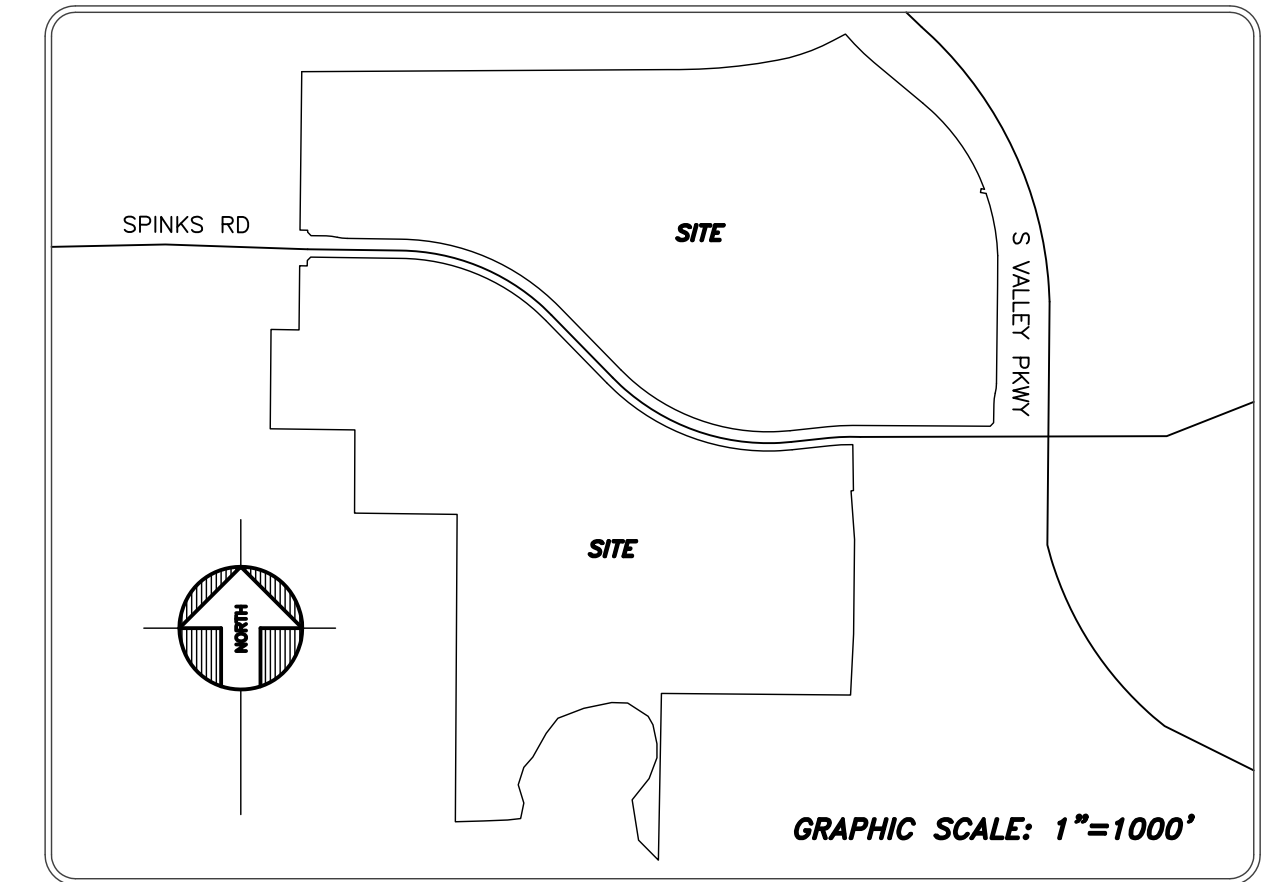 SPINKS RD
SITE
S VALLEY PKWY
SITE
NORTH
GRAPHIC SCALE: 1"=1000'